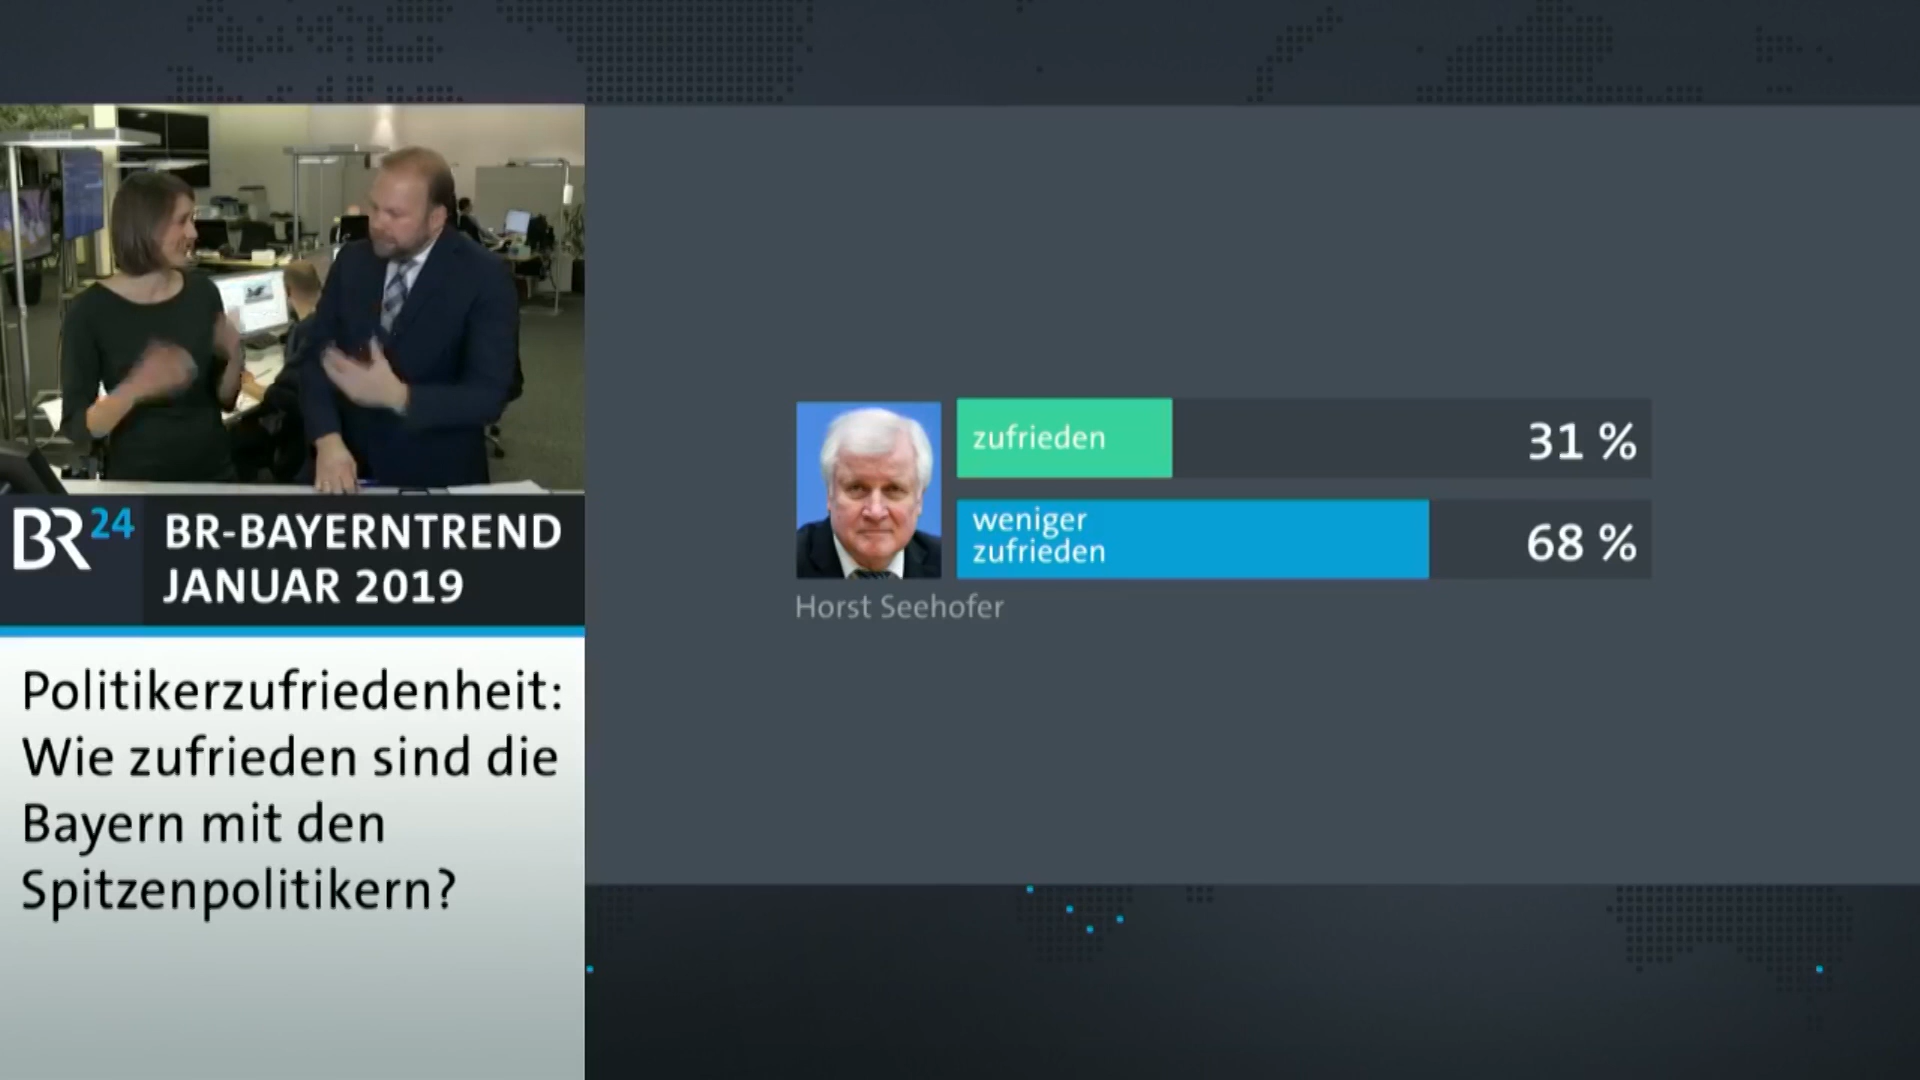 BR24
BR-BAYERNTREND
JANUAR 2019
Politikerzufriedenheit:
Wie zufrieden sind die
Bayern mit den
Spitzenpolitikern?
zufrieden
31 %
weniger
zufrieden
68 %
Horst Seehofer